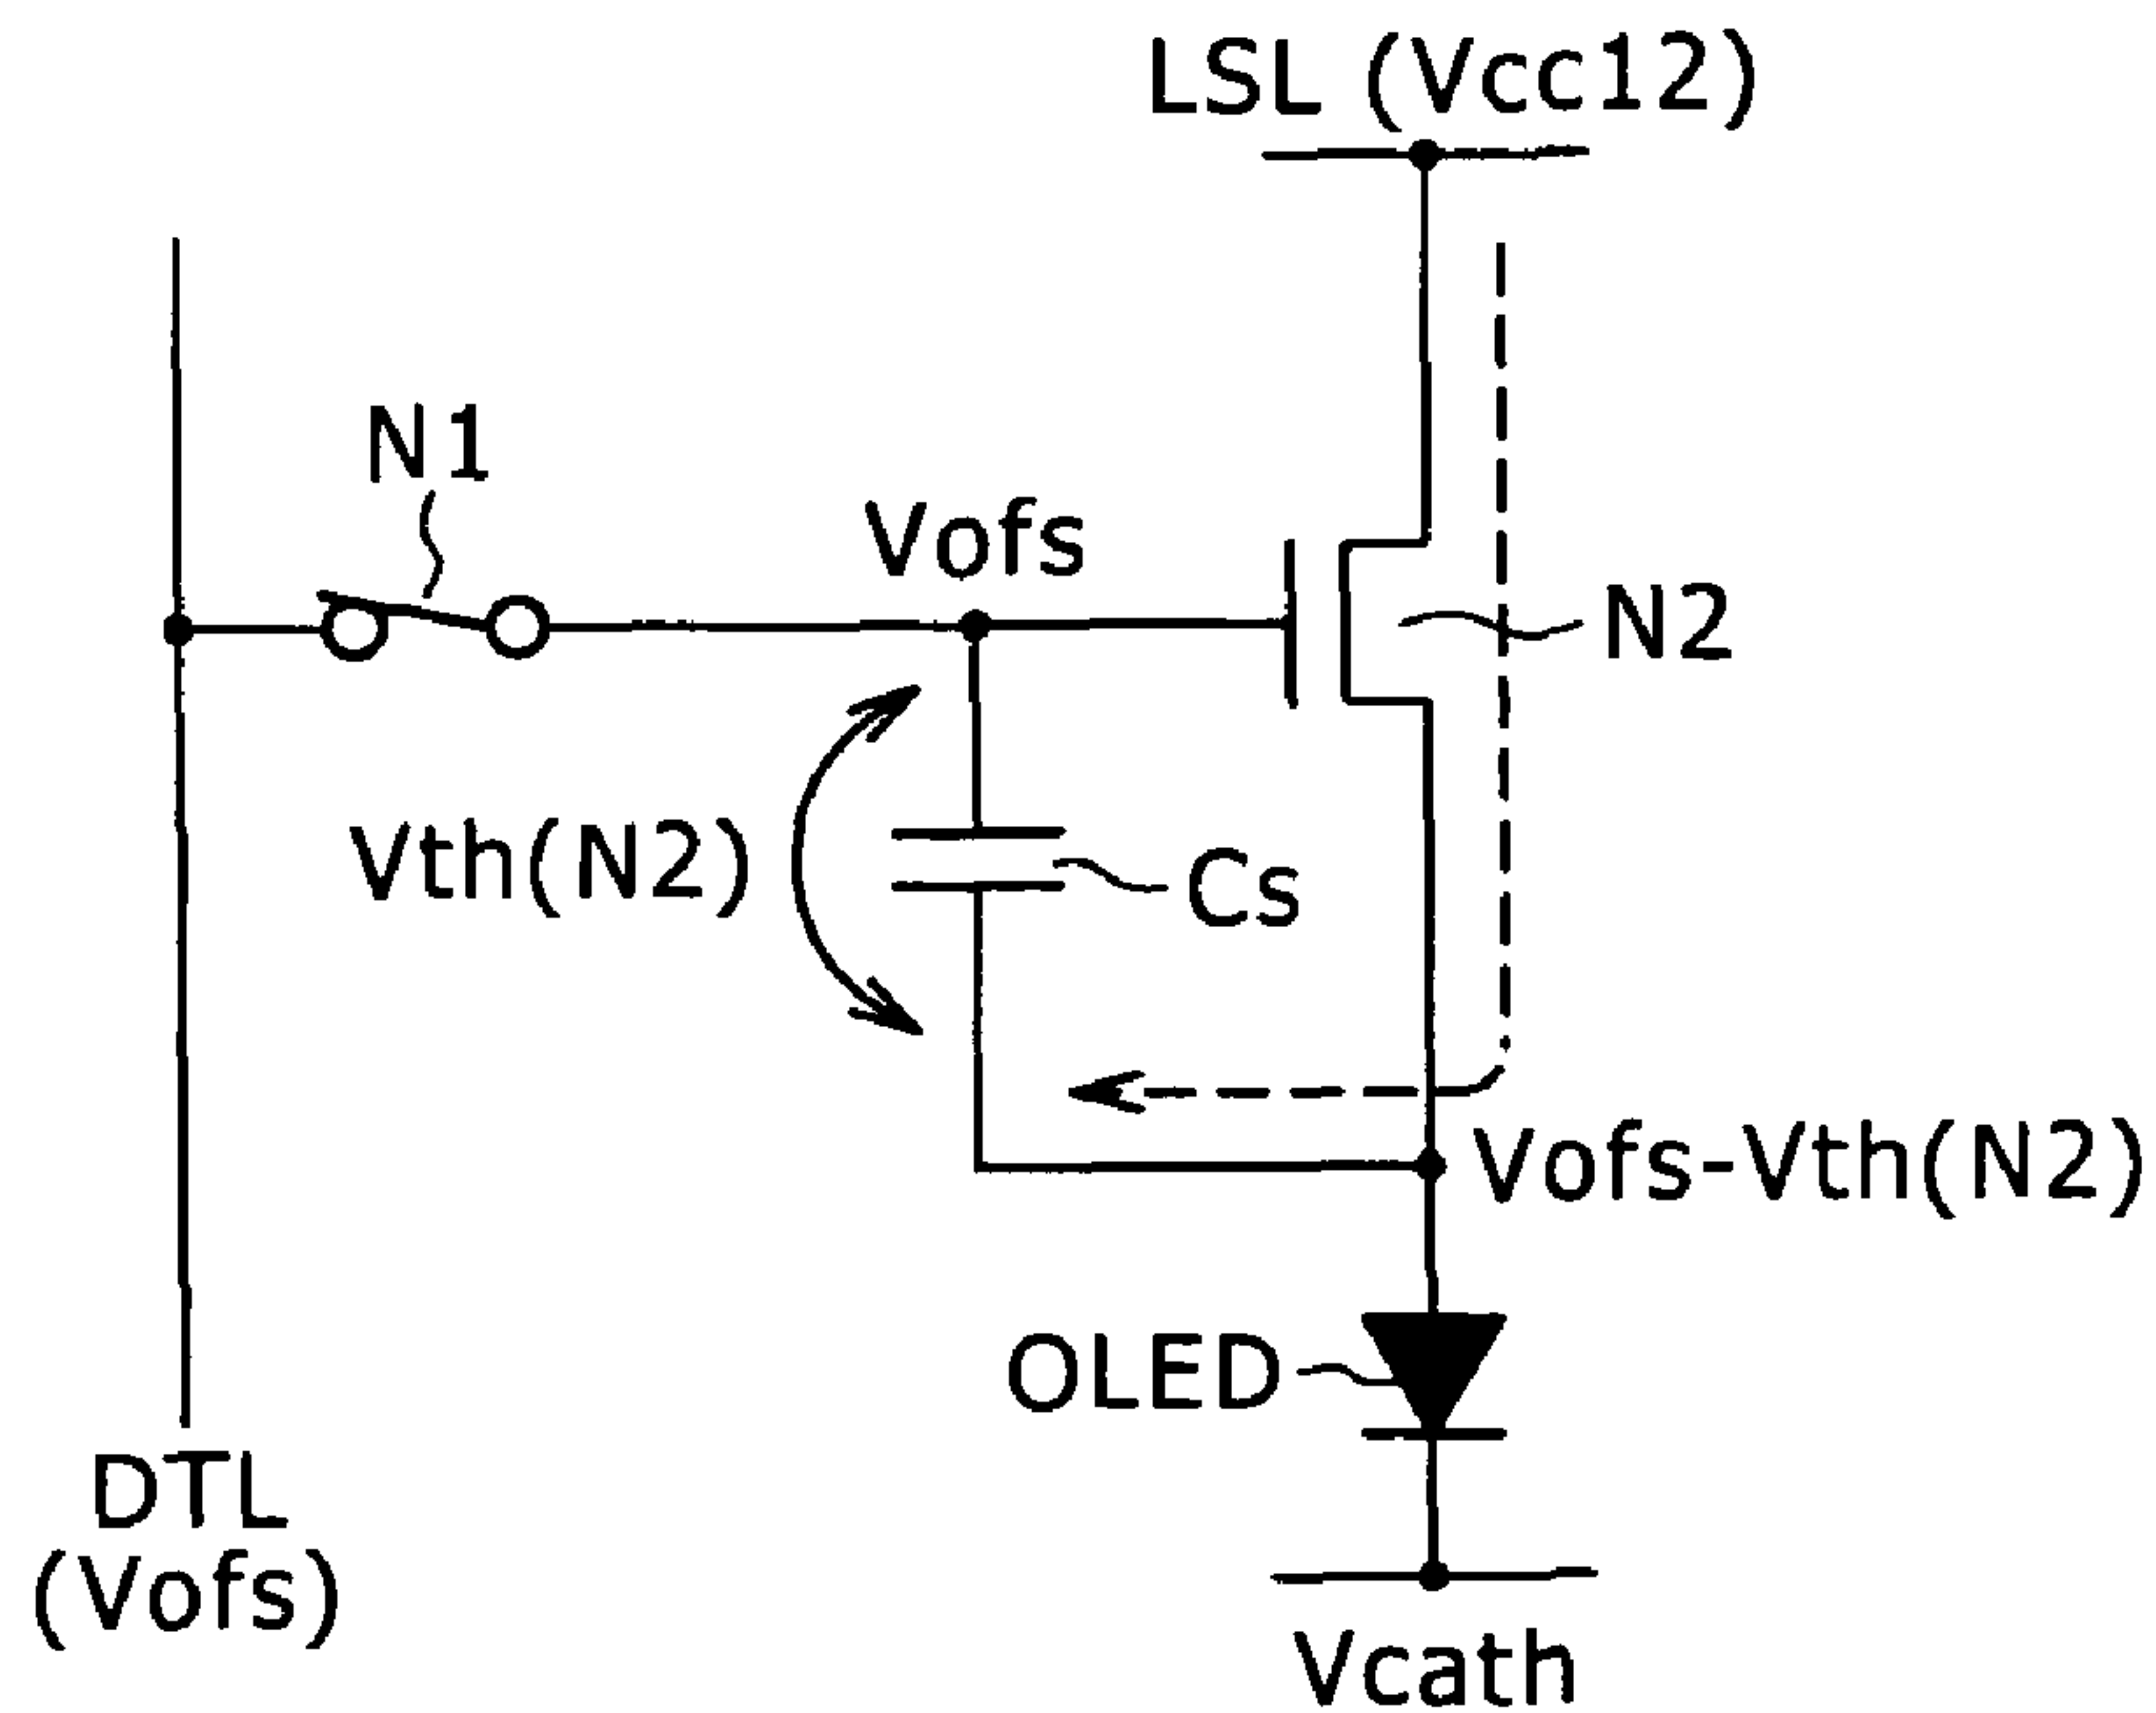 LSL (Vcc12)
N1
Vofs
N2
Vth(N2)
Cs
Vofs-Vth(N2)
OLED
DTL
(Vofs)
Vcath